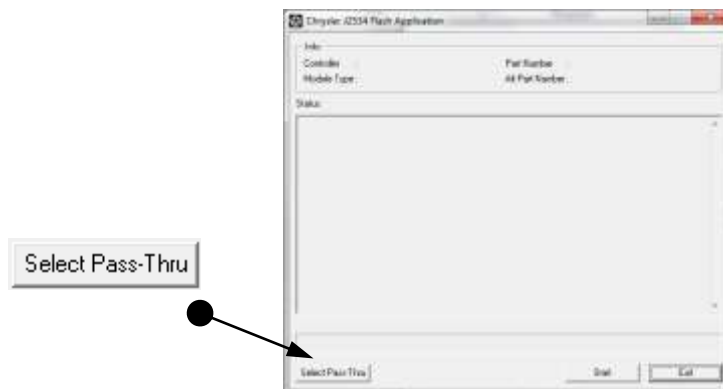 Chrysler J2534 Flash Application
Info
Controller : Part Number :
Module Type : Alt Part Number :
Status
Select Pass-Thru
Select Pass-Thru Start Exit